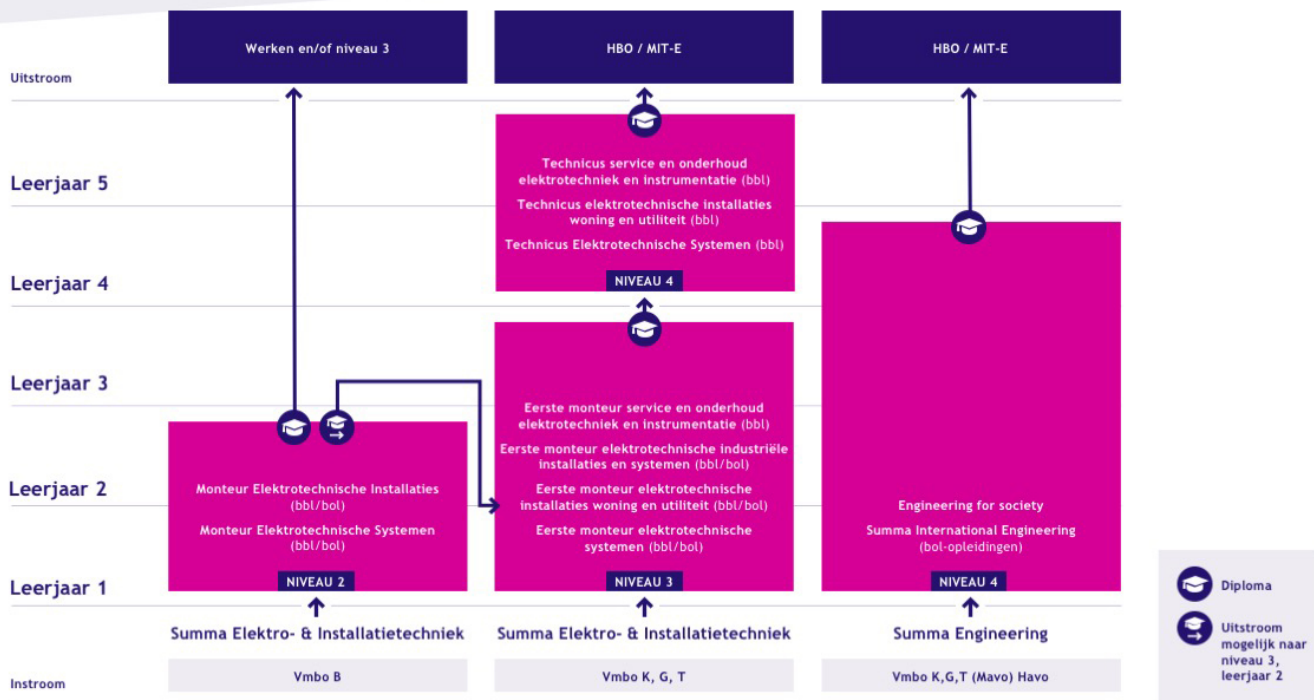 Uitstroom
Werken en/of niveau 3
HBO / MIT-E
HBO / MIT-E
Leerjaar 5
Technicus service en onderhoud
elektrotechniek en instrumentatie (bbl)
Technicus elektrotechnische installaties
woning en utiliteit (bbl)
Technicus Elektrotechnische Systemen (bbl)
Leerjaar 4
NIVEAU 4
Leerjaar 3
Eerste monteur service en onderhoud
elektrotechniek en instrumentatie (bbl)
Eerste monteur elektrotechnische industriële
installaties en systemen (bbl/bol)
Leerjaar 2
Monteur Elektrotechnische Installaties
(bbl/bol)
Monteur Elektrotechnische Systemen
(bbl/bol)
Eerste monteur elektrotechnische
installaties woning en utiliteit (bbl/bol)
Eerste monteur elektrotechnische
systemen (bbl/bol)
Engineering for society
Summa International Engineering
(bol-opleidingen)
Leerjaar 1
NIVEAU 2
NIVEAU 3
NIVEAU 4
Summa Elektro- & Installatietechniek
Summa Elektro- & Installatietechniek
Summa Engineering
Instroom
Vmbo B
Vmbo K, G, T
Vmbo K,G,T (Mavo) Havo
Diploma
Uitstroom
mogelijk naar
niveau 3,
leerjaar 2